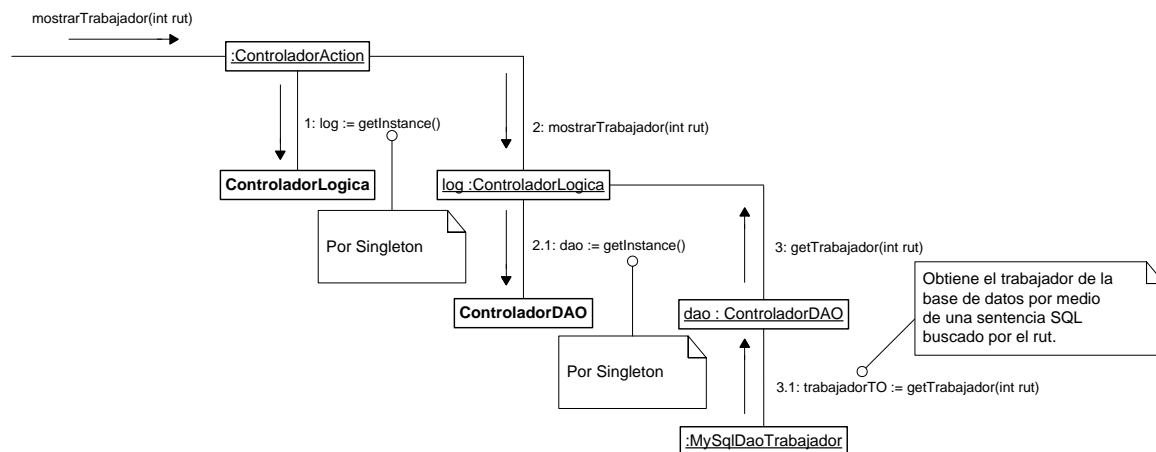 mostrarTrabajador(int rut)
:ControladorAction
1: log := getInstance()
2: mostrarTrabajador(int rut)
ControladorLogica
log :ControladorLogica
Por Singleton
2.1: dao := getInstance()
3: getTrabajador(int rut)
Obtiene el trabajador de la
base de datos por medio
de una sentencia SQL
buscado por el rut.
ControladorDAO
dao : ControladorDAO
Por Singleton
3.1: trabajadorTO := getTrabajador(int rut)
:MySqlDaoTrabajador